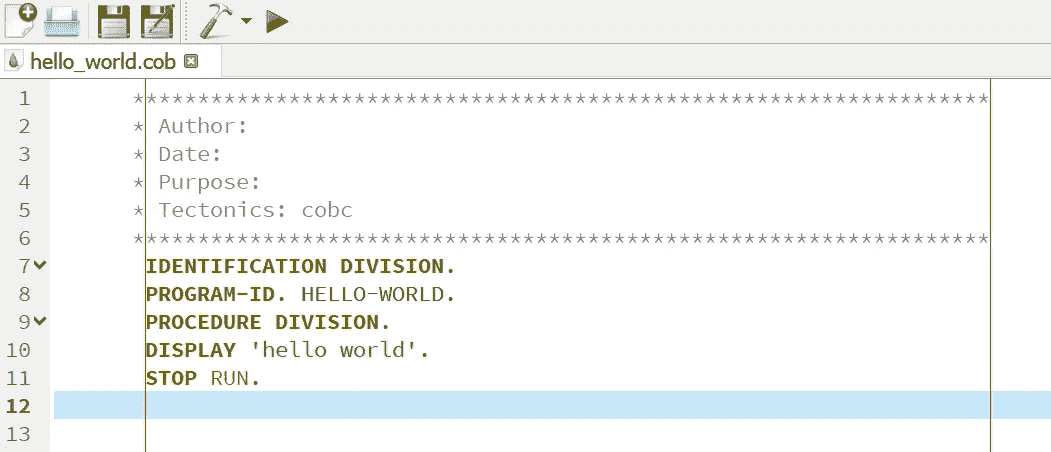 hello_world.cob
1 *******************************************************************
2 * Author:
3 * Date:
4 * Purpose:
5 * Tectonics: cobc
6 *******************************************************************
7 IDENTIFICATION DIVISION.
8 PROGRAM-ID. HELLO-WORLD.
9 PROCEDURE DIVISION.
10 DISPLAY 'hello world'.
11 STOP RUN.
12
13